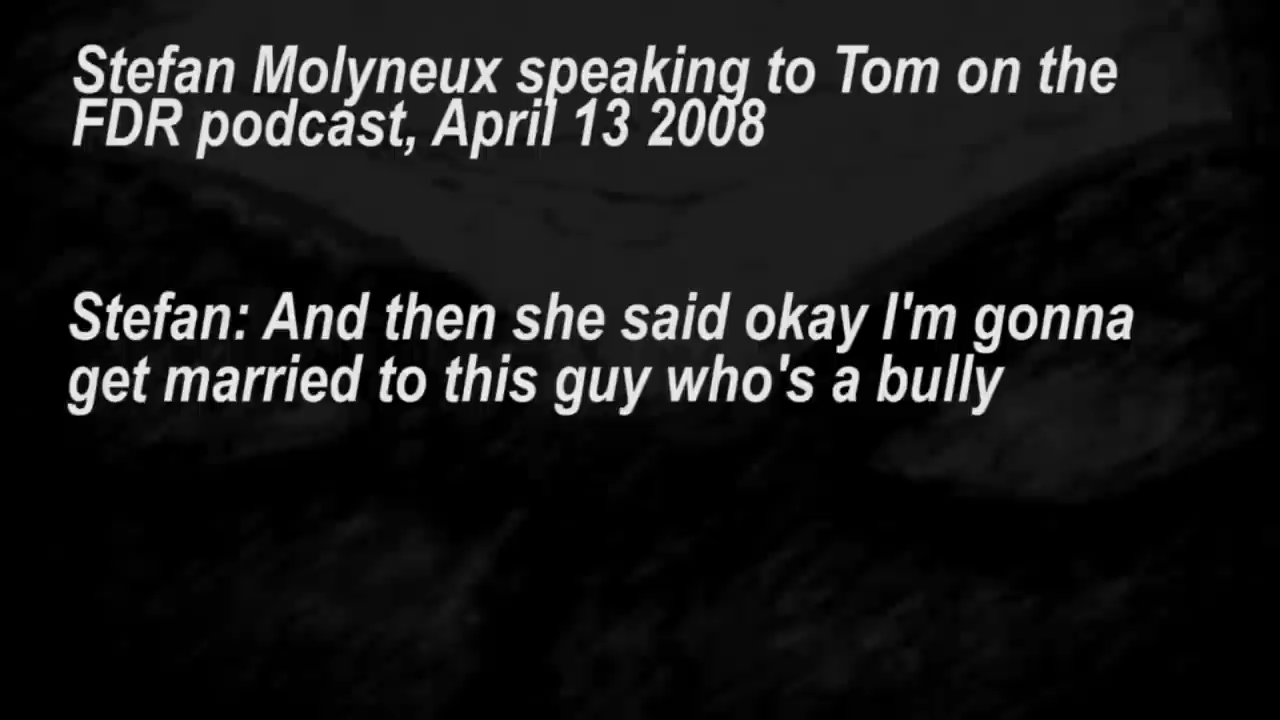 Stefan Molyneux speaking to Tom on the
FDR podcast, April 13 2008
Stefan: And then she said okay I'm gonna
get married to this guy who's a bully